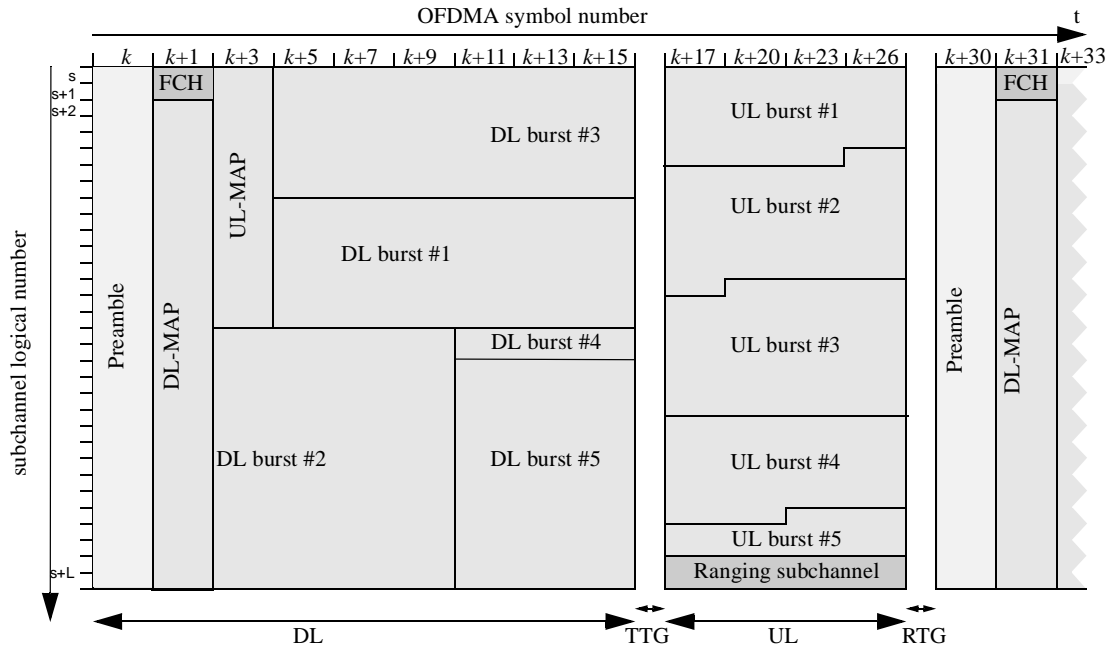 OFDMA symbol number
t
k k+1 k+3 k+5 k+7 k+9 k+11 k+13 k+15 k+17 k+20 k+23 k+26 k+30 k+31 k+33
s
s+1
s+2
s+L
subchannel logical number
Preamble
FCH
DL-MAP
UL-MAP
DL burst #3
DL burst #1
DL burst #4
DL burst #2
DL burst #5
UL burst #1
UL burst #2
UL burst #3
UL burst #4
UL burst #5
Ranging subchannel
Preamble
FCH
DL-MAP
DL TTG UL RTG